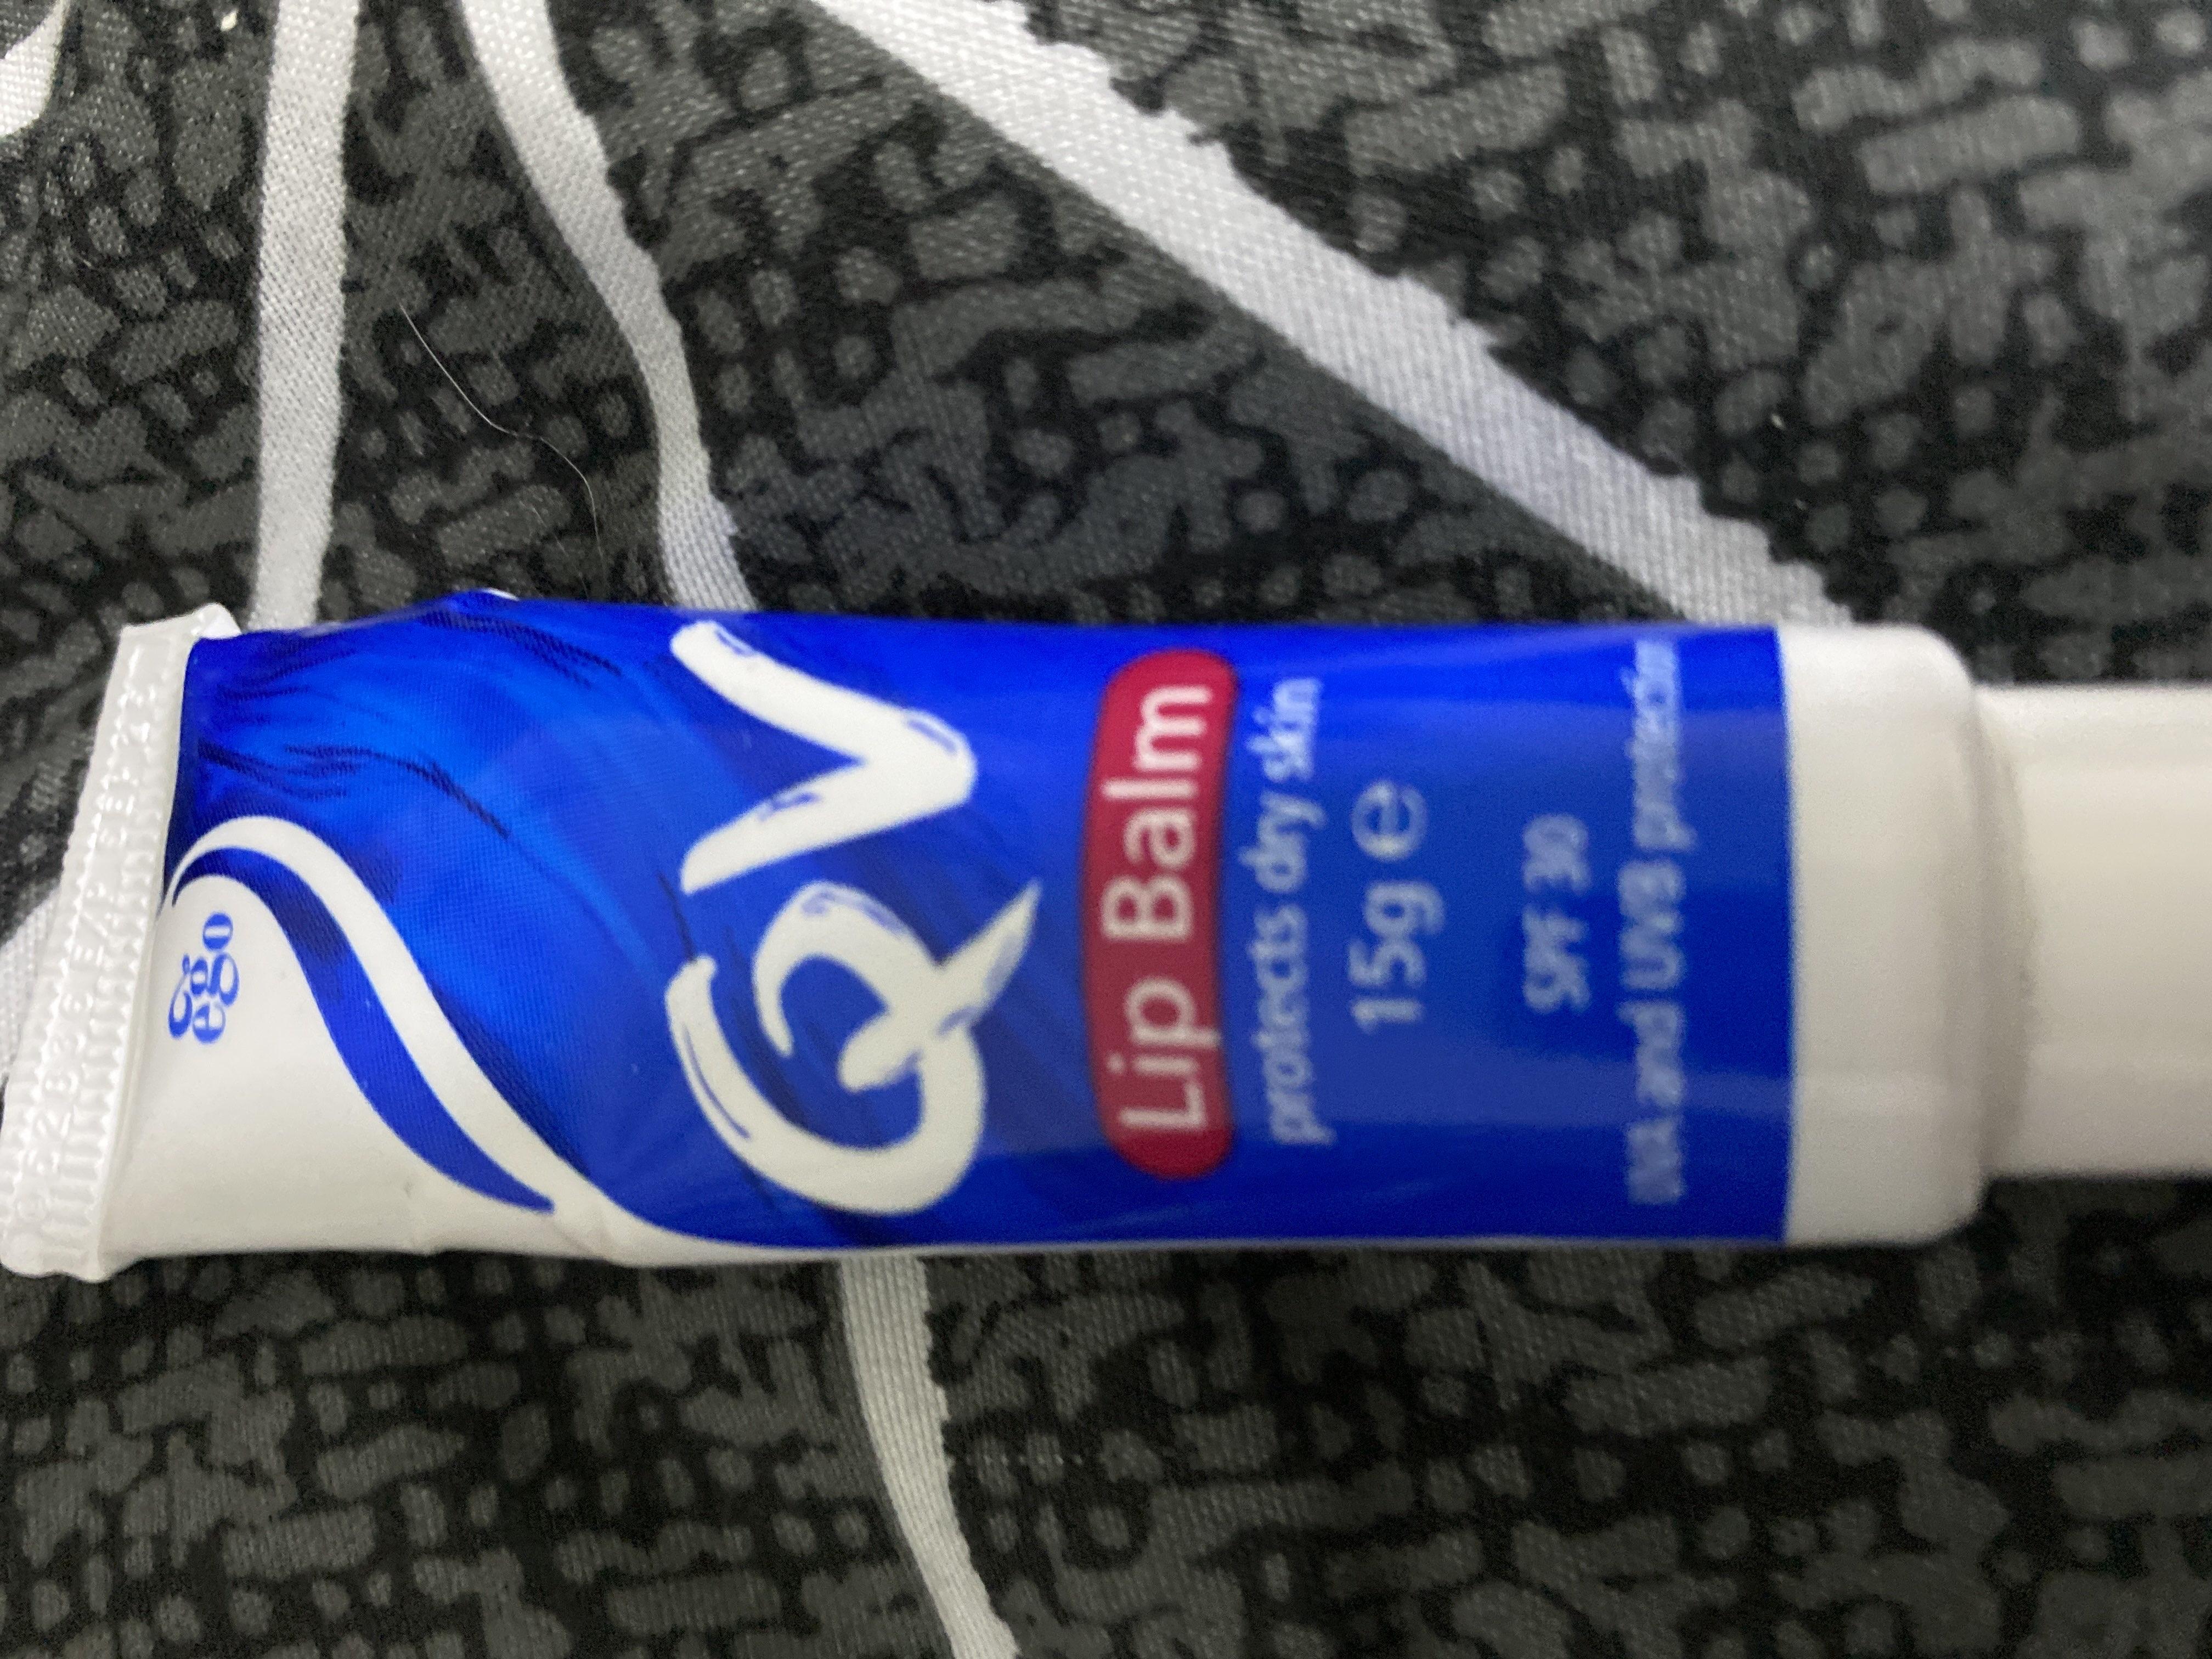 ego
QV
Lip Balm
protects dry skin
15g e
SPF 30
UVA and UVB protection